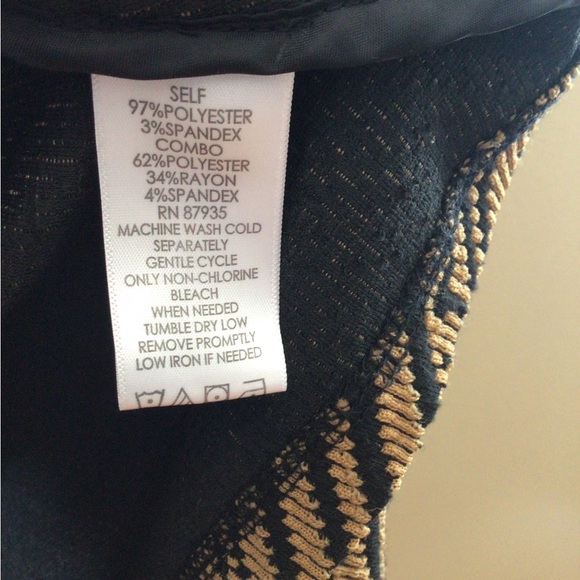 SELF
97%POLYESTER
3%SPANDEX
COMBO
62%POLYESTER
34%RAYON
4%SPANDEX
RN 87935
MACHINE WASH COLD
SEPARATELY
GENTLE CYCLE
ONLY NON-CHLORINE
BLEACH
WHEN NEEDED
TUMBLE DRY LOW
REMOVE PROMPTLY
LOW IRON IF NEEDED